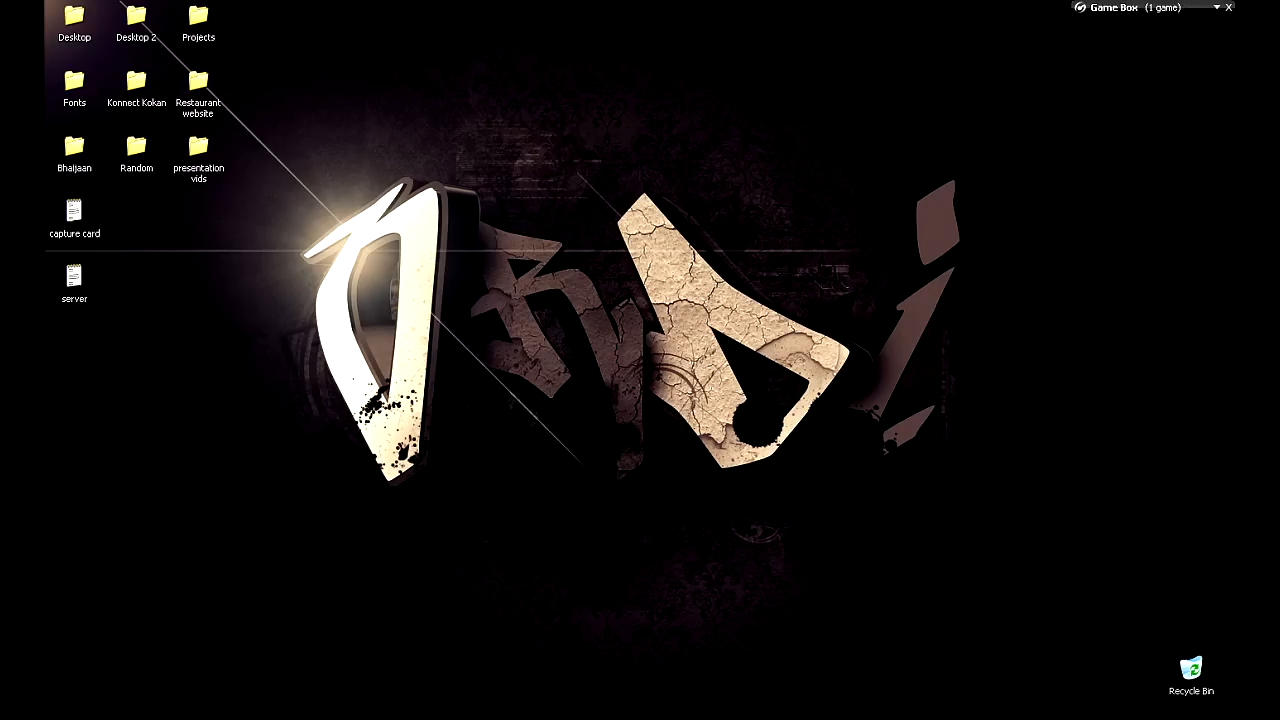 Game Box (1 game)
Desktop
Desktop 2
Projects
Fonts
Konnect Kokan
Restaurant
website
Bhaijaan
Random
presentation
vids
capture card
server
Recycle Bin